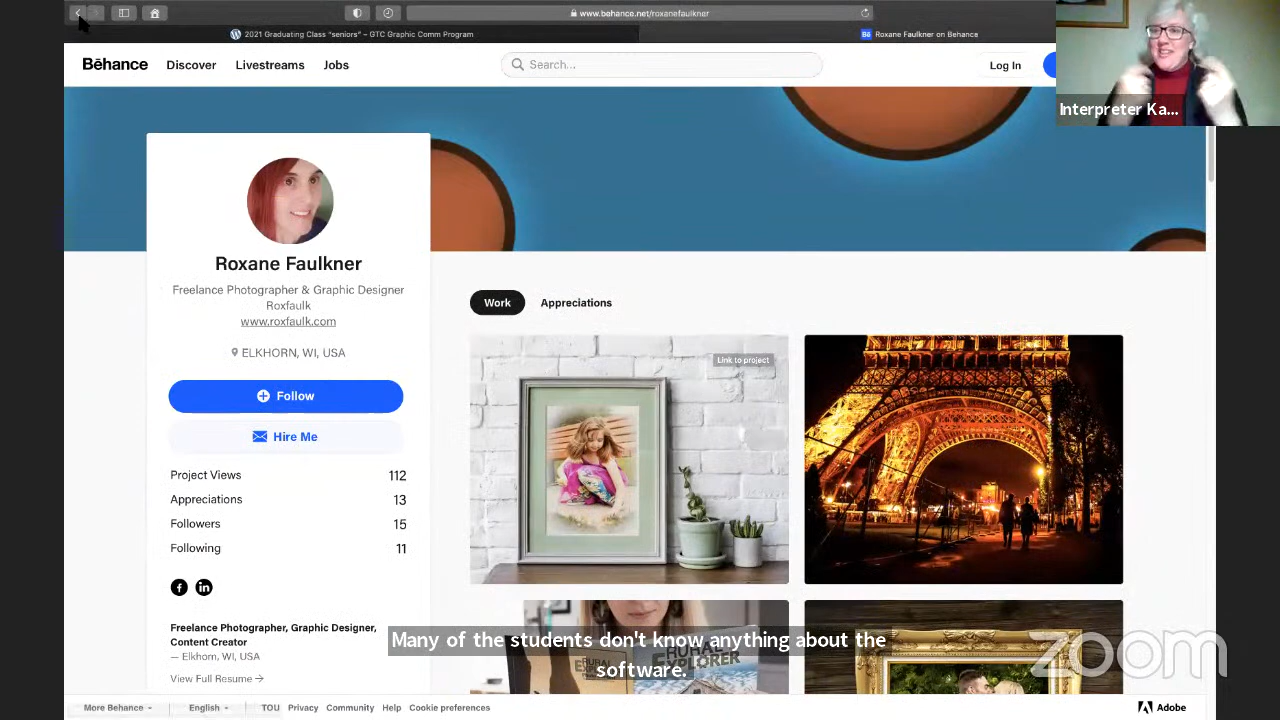 www.behance.net/roxanefaulkner
2021 Graduating Class “seniors” – GTC Graphic Comm Program
Bē Roxane Faulkner on Behance
Bēhance Discover Livestreams Jobs
Search...
Log In
Interpreter Ka...
Roxane Faulkner
Freelance Photographer & Graphic Designer
Roxfaulk
www.roxfaulk.com
ELKHORN, WI, USA
Follow
Hire Me
Project Views 112
Appreciations 13
Followers 15
Following 11
Freelance Photographer, Graphic Designer,
Content Creator
— Elkhorn, WI, USA
View Full Resume →
Work Appreciations
Link to project
RURAL EXPLORER
Many of the students don't know anything about the
software.
zoom
More Behance English TOU Privacy Community Help Cookie preferences
Adobe